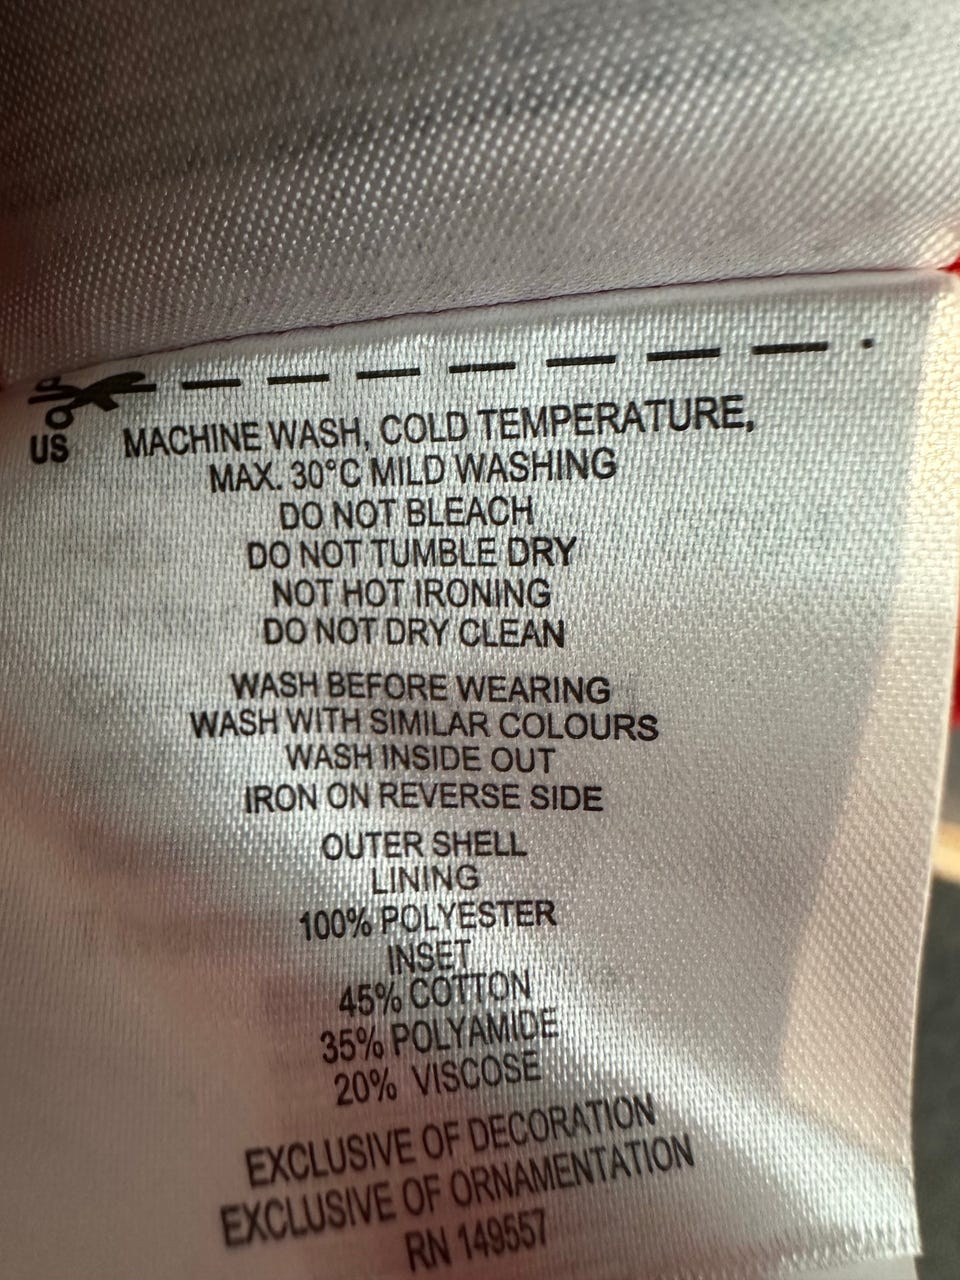 US
MACHINE WASH, COLD TEMPERATURE,
MAX. 30°C MILD WASHING
DO NOT BLEACH
DO NOT TUMBLE DRY
NOT HOT IRONING
DO NOT DRY CLEAN
WASH BEFORE WEARING
WASH WITH SIMILAR COLOURS
WASH INSIDE OUT
IRON ON REVERSE SIDE
OUTER SHELL
LINING
100% POLYESTER
INSET
45% COTTON
35% POLYAMIDE
20% VISCOSE
EXCLUSIVE OF DECORATION
EXCLUSIVE OF ORNAMENTATION
RN 149557